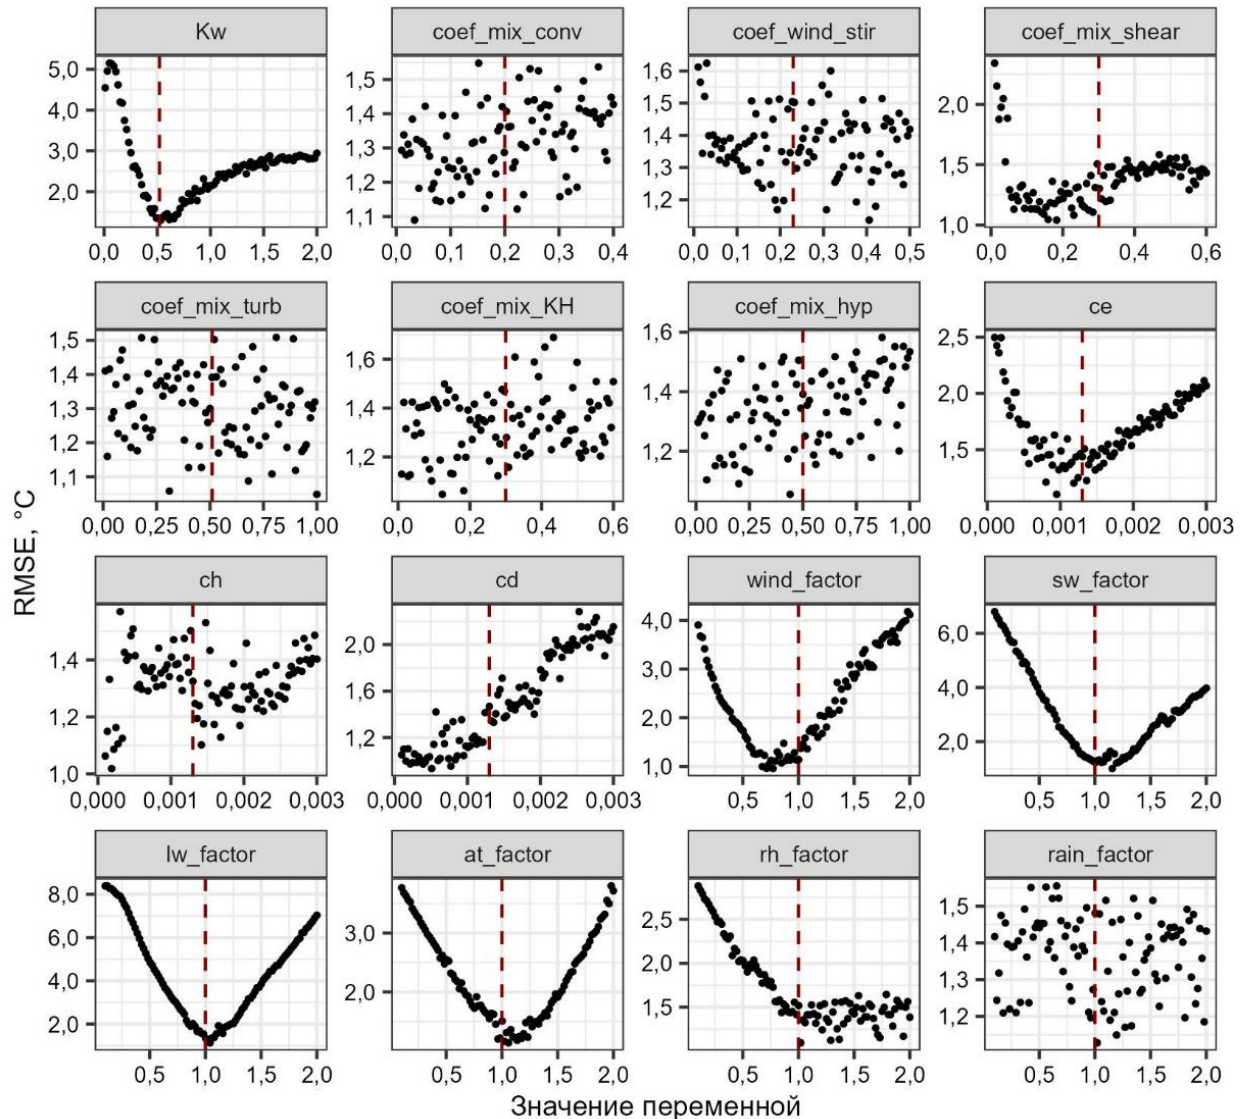 Kw
coef_mix_conv
coef_wind_stir
coef_mix_shear
5,0
3,0
2,0
0,0 0,5 1,0 1,5 2,0
1,5
1,4
1,3
1,2
1,1
0,0 0,1 0,2 0,3 0,4
1,6
1,5
1,4
1,3
1,2
0,0 0,1 0,2 0,3 0,4 0,5
2,0
1,5
1,0
0,0 0,2 0,4 0,6
coef_mix_turb
coef_mix_KH
coef_mix_hyp
ce
1,5
1,4
1,3
1,2
1,1
0,00 0,25 0,50 0,75 1,00
1,6
1,4
1,2
0,0 0,2 0,4 0,6
1,6
1,4
1,2
0,00 0,25 0,50 0,75 1,00
2,5
2,0
1,5
0,000 0,001 0,002 0,003
RMSE, °C
ch
cd
wind_factor
sw_factor
1,4
1,2
1,0
0,000 0,001 0,002 0,003
2,0
1,6
1,2
0,000 0,001 0,002 0,003
4,0
3,0
2,0
1,0
0,5 1,0 1,5 2,0
6,0
4,0
2,0
0,5 1,0 1,5 2,0
lw_factor
at_factor
rh_factor
rain_factor
8,0
6,0
4,0
2,0
0,5 1,0 1,5 2,0
3,0
2,0
0,5 1,0 1,5 2,0
2,5
2,0
1,5
0,5 1,0 1,5 2,0
1,5
1,4
1,3
1,2
0,5 1,0 1,5 2,0
Значение переменной